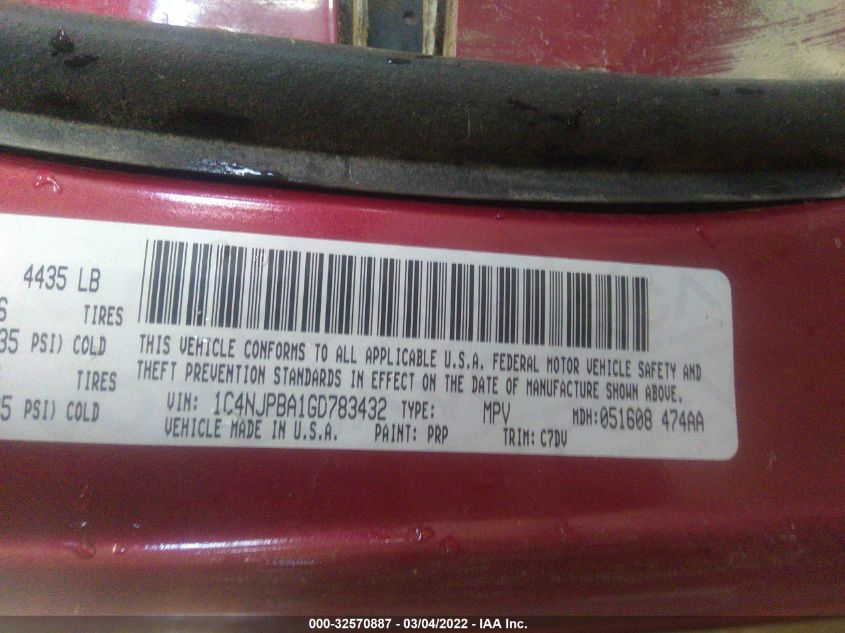 4435 LB
TIRES
35 PSI) COLD
TIRES
PSI) COLD
THIS VEHICLE CONFORMS TO ALL APPLICABLE U.S.A. FEDERAL MOTOR VEHICLE SAFETY AND
THEFT PREVENTION STANDARDS IN EFFECT ON THE DATE OF MANUFACTURE SHOWN ABOVE.
VIN: 1C4NJPBA1GD783432 TYPE: MPV MDH:051608 474AA
VEHICLE MADE IN U.S.A. PAINT: PRP TRIM: C7DV
000-32570887 - 03/04/2022 - IAA Inc.